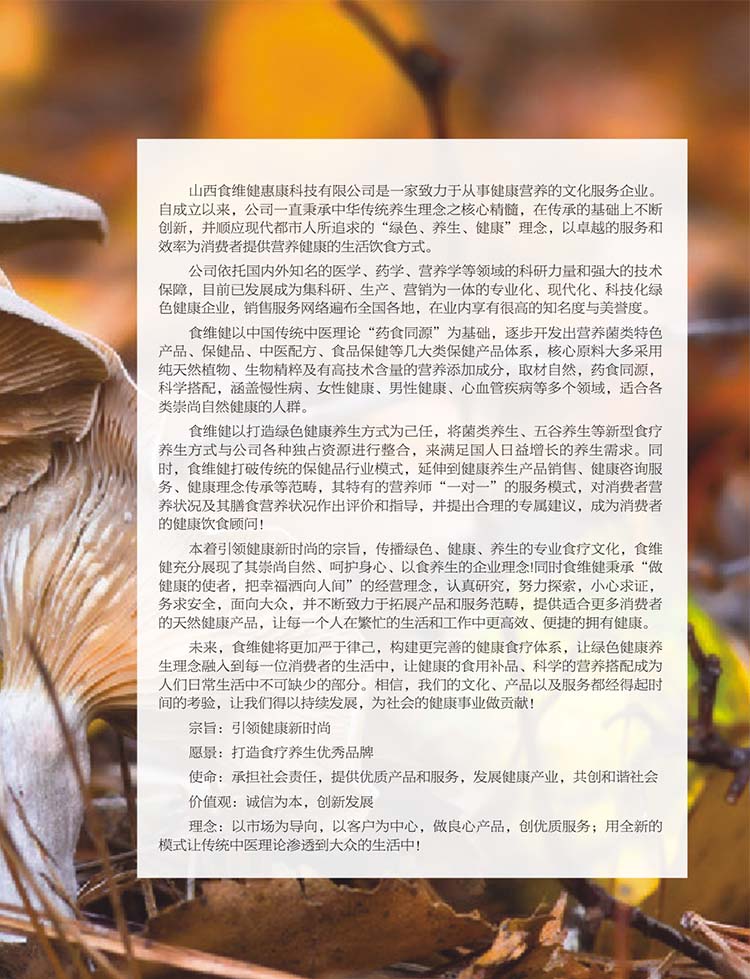 山西食维健惠康科技有限公司是一家致力于从事健康营养的文化服务企业。
自成立以来，公司一直秉承中华传统养生理念之核心精髓，在传承的基础上不断
创新，并顺应现代都市人所追求的“绿色、养生、健康”理念，以卓越的服务和
效率为消费者提供营养健康的生活饮食方式。
公司依托国内外知名的医学、药学、营养学等领域的科研力量和强大的技术
保障，目前已发展成为集科研、生产、营销为一体的专业化、现代化、科技化绿
色健康企业，销售服务网络遍布全国各地，在业内享有很高的知名度与美誉度。
食维健以中国传统中医理论“药食同源”为基础，逐步开发出营养菌类特色
产品、保健品、中医配方、食品保健等几大类保健产品体系，核心原料大多采用
纯天然植物、生物精粹及有高技术含量的营养添加成分，取材自然，药食同源，
科学搭配，涵盖慢性病、女性健康、男性健康、心血管疾病等多个领域，适合各
类崇尚自然健康的人群。
食维健以打造绿色健康养生方式为己任，将菌类养生、五谷养生等新型食疗
养生方式与公司各种独占资源进行整合，来满足国人日益增长的养生需求。同
时，食维健打破传统的保健品行业模式，延伸到健康养生产品销售、健康咨询服
务、健康理念传承等范畴，其特有的营养师“一对一”的服务模式，对消费者营
养状况及其膳食营养状况作出评价和指导，并提出合理的专属建议，成为消费者
的健康饮食顾问！
本着引领健康新时尚的宗旨，传播绿色、健康、养生的专业食疗文化，食维
健充分展现了其崇尚自然、呵护身心、以食养生的企业理念!同时食维健秉承“做
健康的使者，把幸福洒向人间”的经营理念，认真研究，努力探索，小心求证，
务求安全，面向大众，并不断致力于拓展产品和服务范畴，提供适合更多消费者
的天然健康产品，让每一个人在繁忙的生活和工作中更高效、便捷的拥有健康。
未来，食维健将更加严于律己，构建更完善的健康食疗体系，让绿色健康养
生理念融入到每一位消费者的生活中，让健康的食用补品、科学的营养搭配成为
人们日常生活中不可缺少的部分。相信，我们的文化、产品以及服务都经得起时
间的考验，让我们得以持续发展，为社会的健康事业做贡献！
宗旨：引领健康新时尚
愿景：打造食疗养生优秀品牌
使命：承担社会责任，提供优质产品和服务，发展健康产业，共创和谐社会
价值观：诚信为本，创新发展
理念：以市场为导向，以客户为中心，做良心产品，创优质服务；用全新的
模式让传统中医理论渗透到大众的生活中！